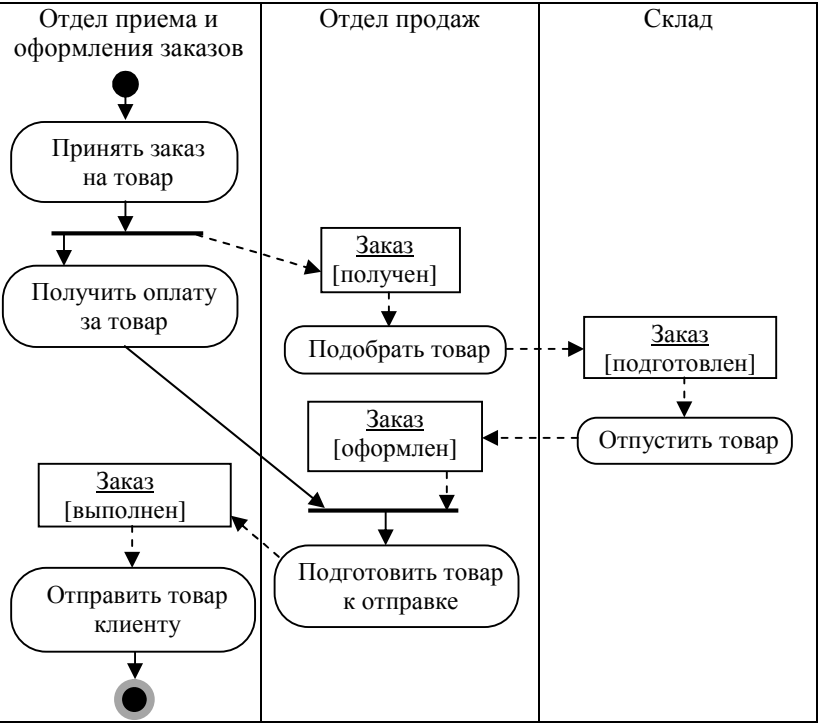 Отдел приема и
оформления заказов
Отдел продаж
Склад
Принять заказ
на товар
Заказ
[получен]
Получить оплату
за товар
Подобрать товар
Заказ
[подготовлен]
Заказ
[оформлен]
Отпустить товар
Заказ
[выполнен]
Подготовить товар
к отправке
Отправить товар
клиенту